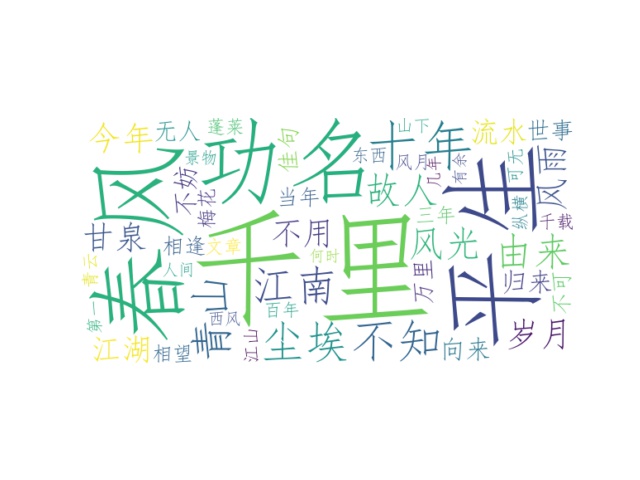 今年
无人
蓬莱
功名
佳句
十年
山下
流水
世事
景物
东西
风月
几年
有余
可无
风雨
春风
不妨
梅花
当年
故人
平生
纵横
千载
甘泉
相逢
文章
千里
不用
三年
风光
由来
青云
人间
何时
万里
归来
不可
第一
青山
江南
西风
百年
江湖
相望
江山
尘埃
不知
向来
岁月